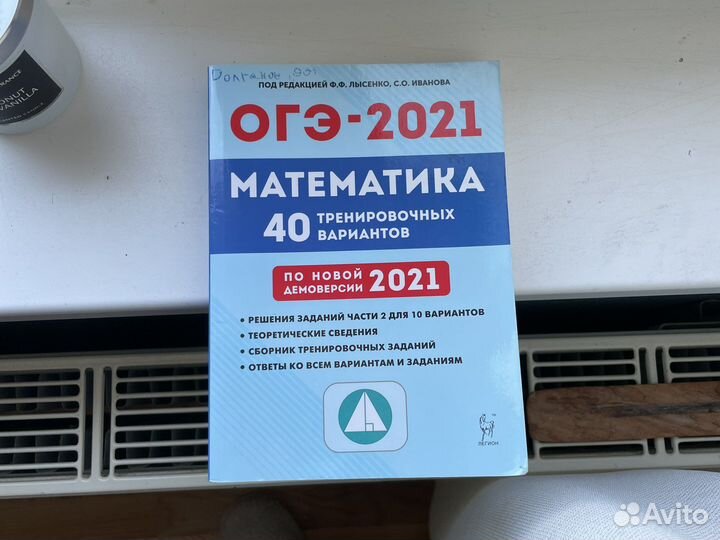 ПОД РЕДАКЦИЕЙ Ф.Ф. ЛЫСЕНКО, С.О. ИВАНОВА
ОГЭ-2021
МАТЕМАТИКА
40 ТРЕНИРОВОЧНЫХ
ВАРИАНТОВ
ПО НОВОЙ
ДЕМОВЕРСИИ 2021
• РЕШЕНИЯ ЗАДАНИЙ ЧАСТИ 2 ДЛЯ 10 ВАРИАНТОВ
• ТЕОРЕТИЧЕСКИЕ СВЕДЕНИЯ
• СБОРНИК ТРЕНИРОВОЧНЫХ ЗАДАНИЙ
• ОТВЕТЫ КО ВСЕМ ВАРИАНТАМ И ЗАДАНИЯМ
ЛЕГИОН
VANILLA
Avito